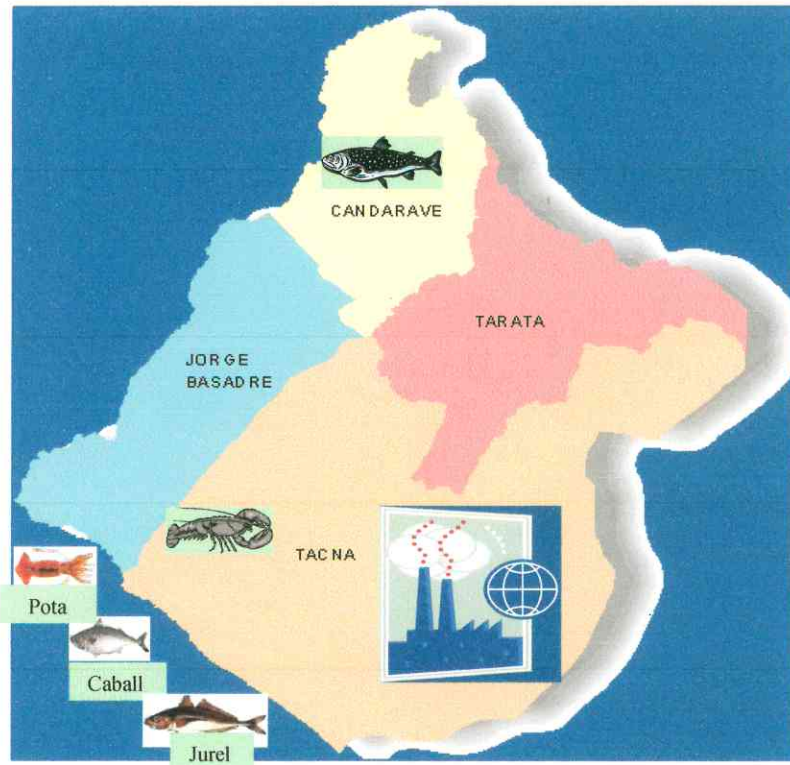 CANDARAVE
TARATA
JORGE
BASADRE
TACNA
Pota
Caball
Jurel